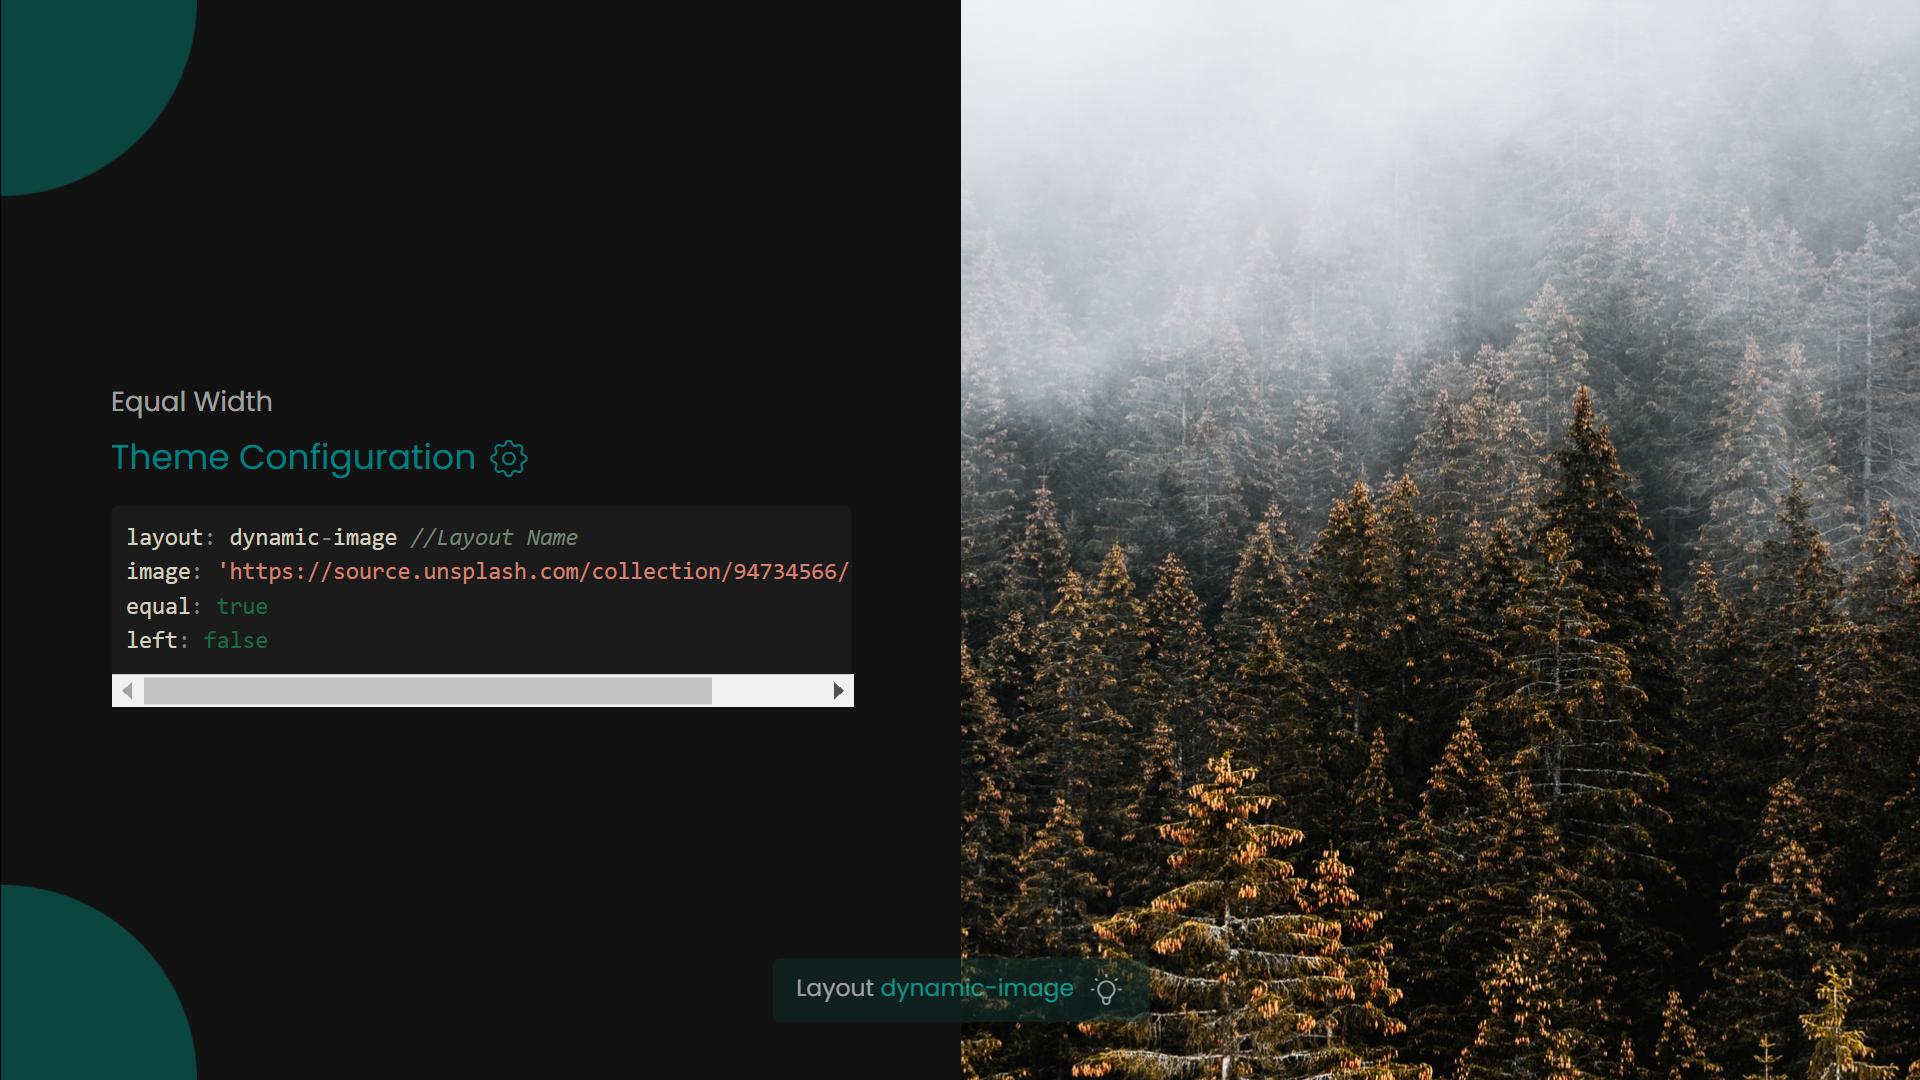 Equal Width
Theme Configuration
layout: dynamic-image //Layout Name
image: 'https://source.unsplash.com/collection/94734566/
equal: true
left: false
Layout dynamic-image